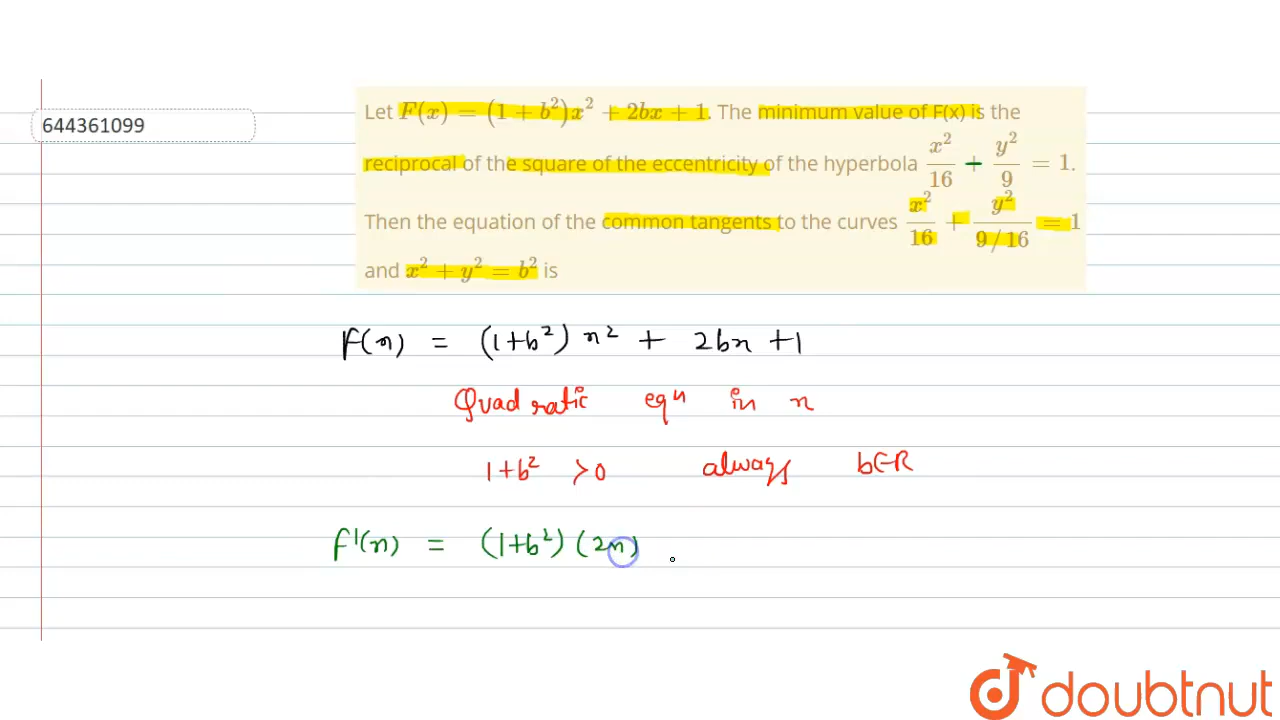 644361099
Let F(x) = (1 + b²)x² + 2bx + 1. The minimum value of F(x) is the
reciprocal of the square of the eccentricity of the hyperbola x²/16 - y²/9 = 1.
Then the equation of the common tangents to the curves x²/16 + y²/(9/16) = 1
and x² + y² = b² is
F(n) = (1+b²) n² + 2bn +1
Quadratic eqn in n
1+b² >0 always b∈R
F'(n) = (1+b²) (2n)
doubtnut